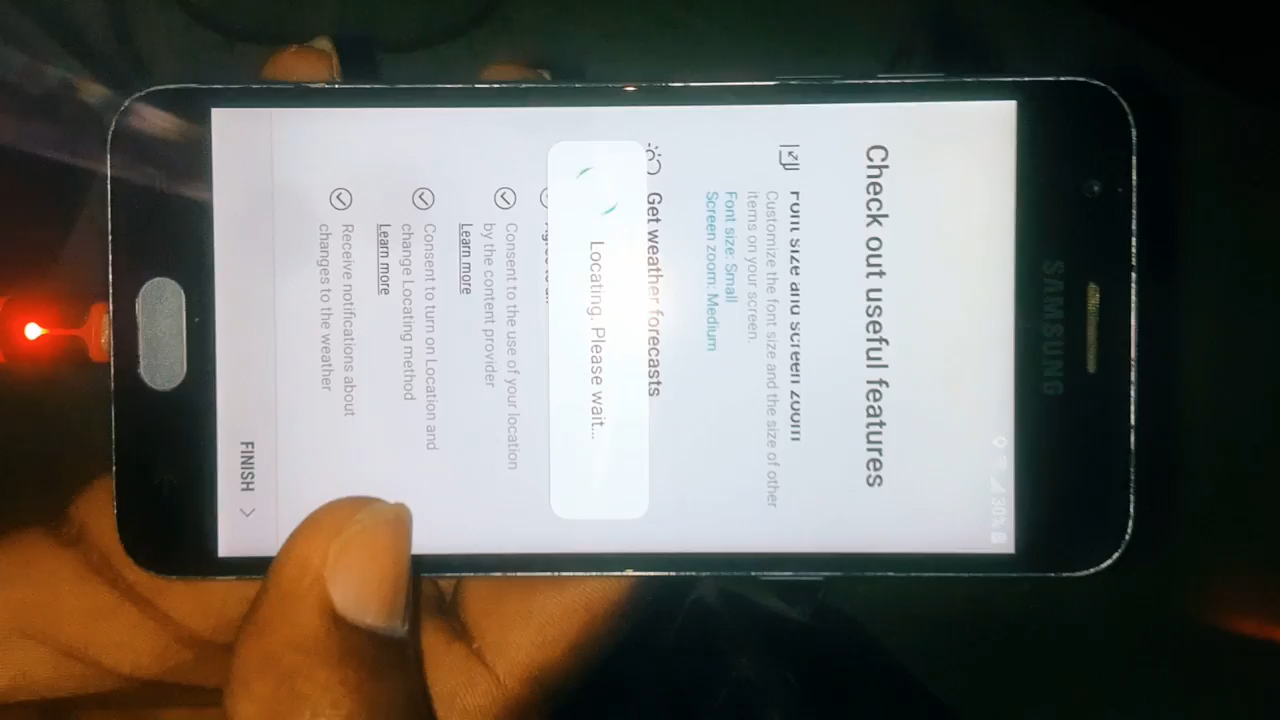 SAMSUNG
30%
Check out useful features
Font size and screen zoom
Customize the font size and the size of other
items on your screen.
Font size: Small
Screen zoom: Medium
Get weather forecasts
Locating. Please wait...
Consent to the use of your location
by the content provider
Learn more
Consent to turn on Location and
change Locating method
Learn more
Receive notifications about
changes to the weather
FINISH